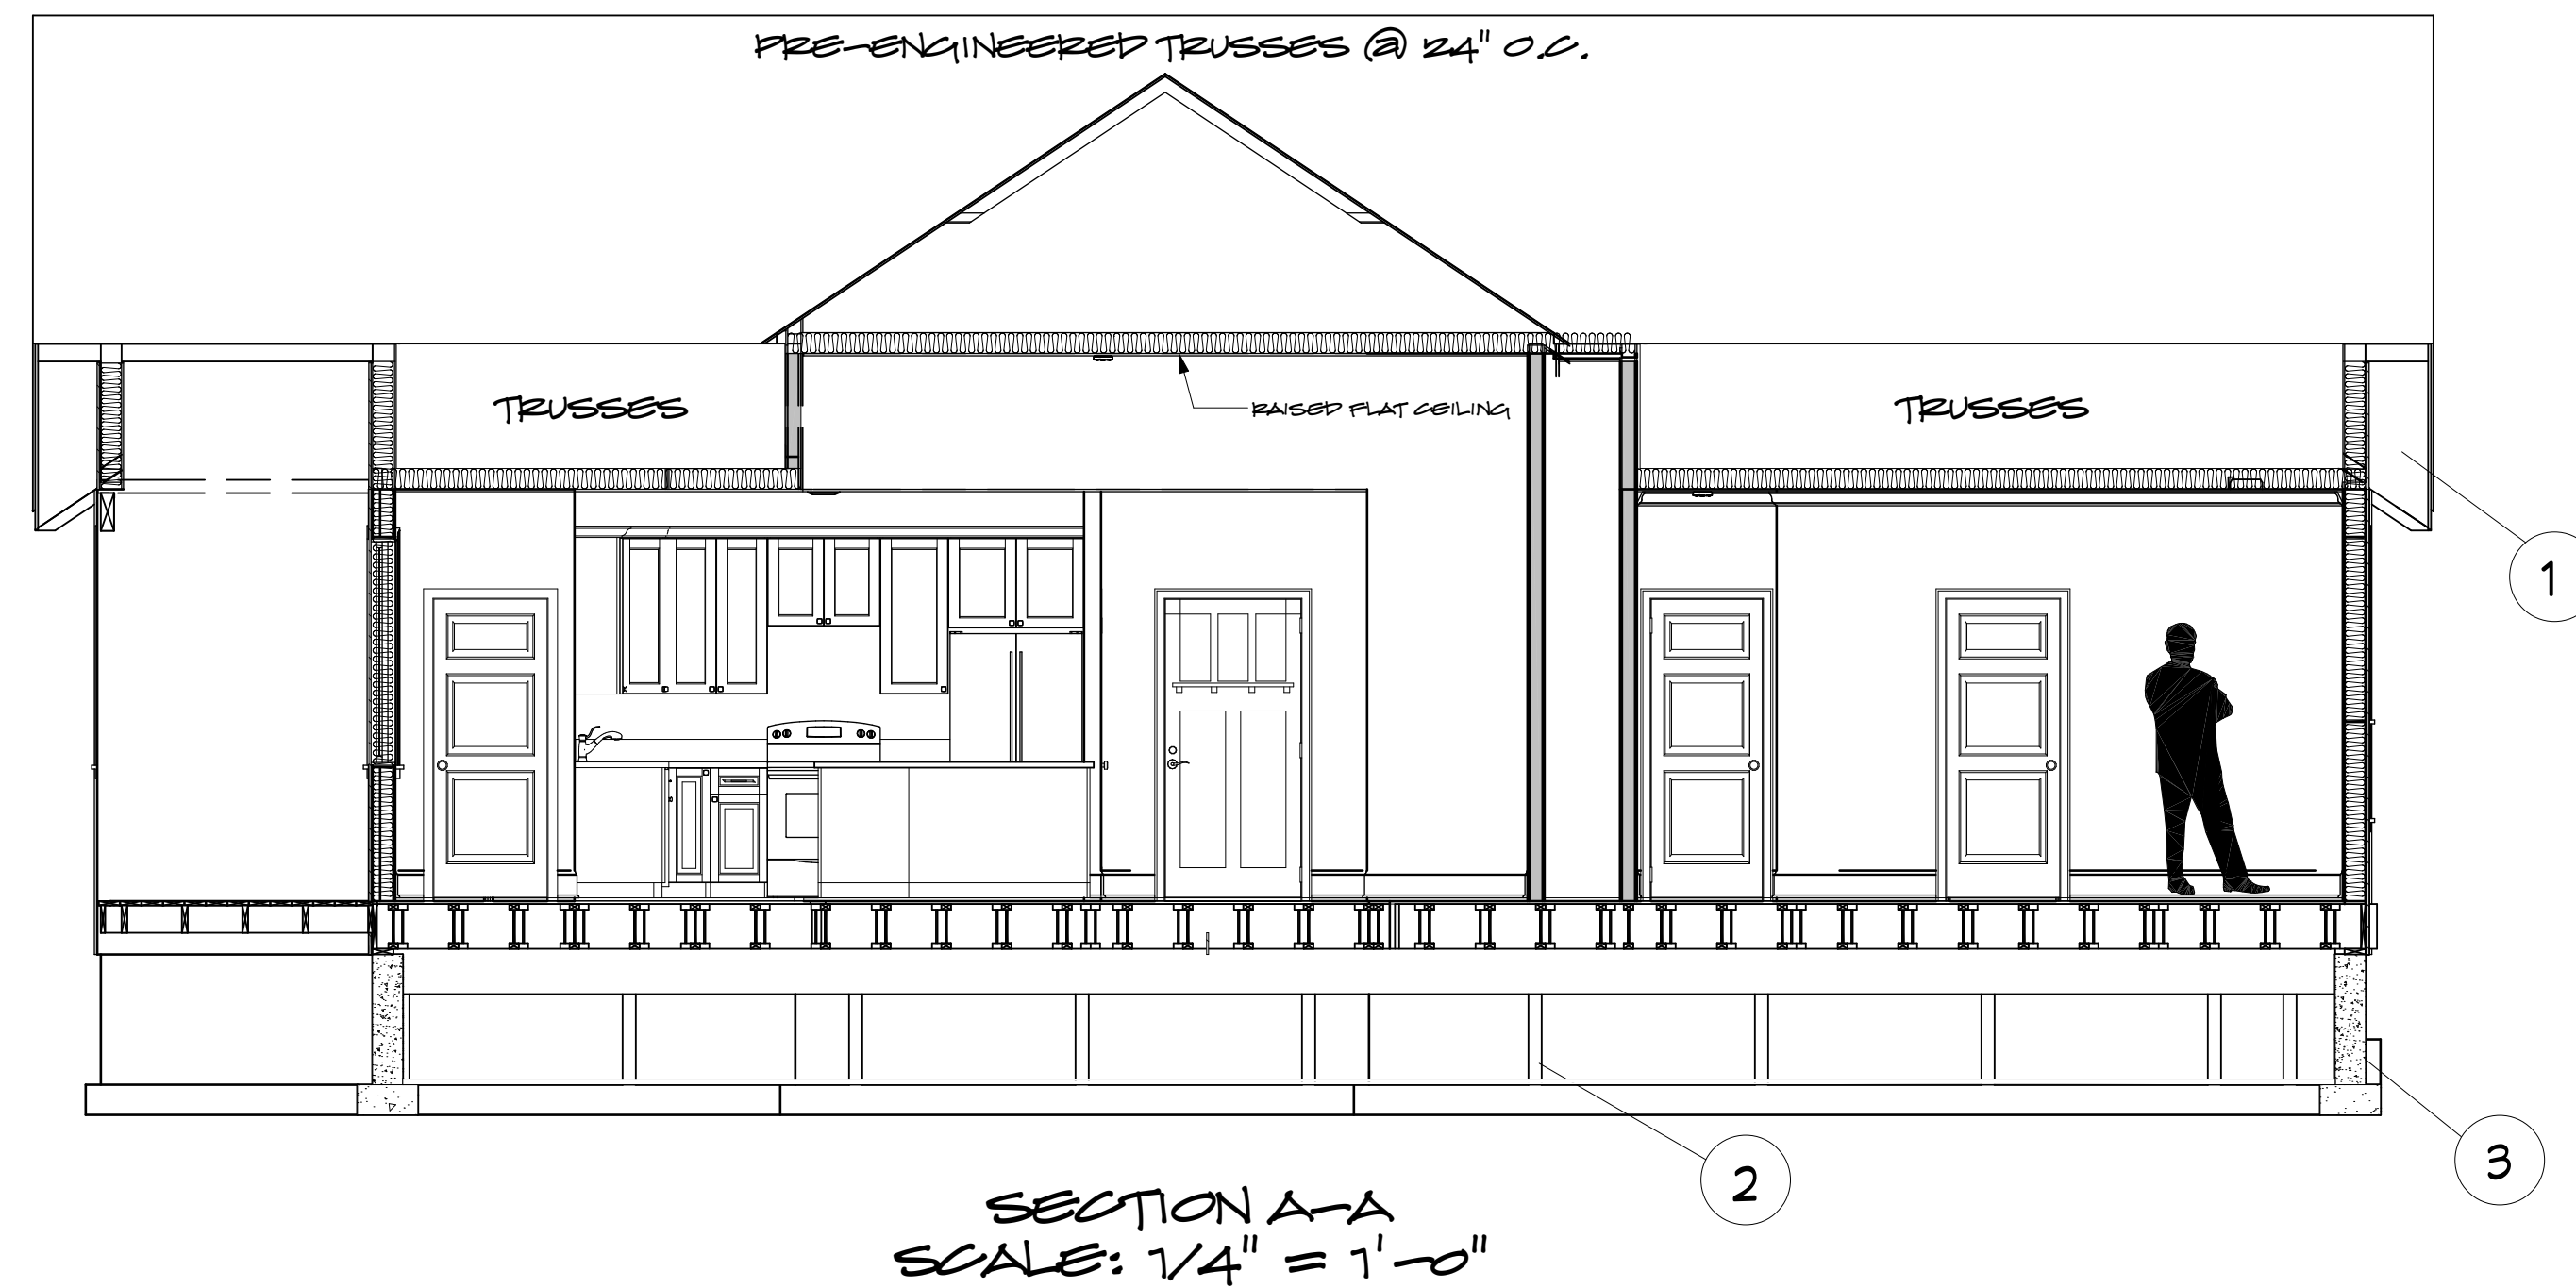 PRE-ENGINEERED TRUSSES @ 24" O.C.
TRUSSES
RAISED FLAT CEILING
TRUSSES
1
2
3
SECTION A-A
SCALE: 1/4" = 1'-0"